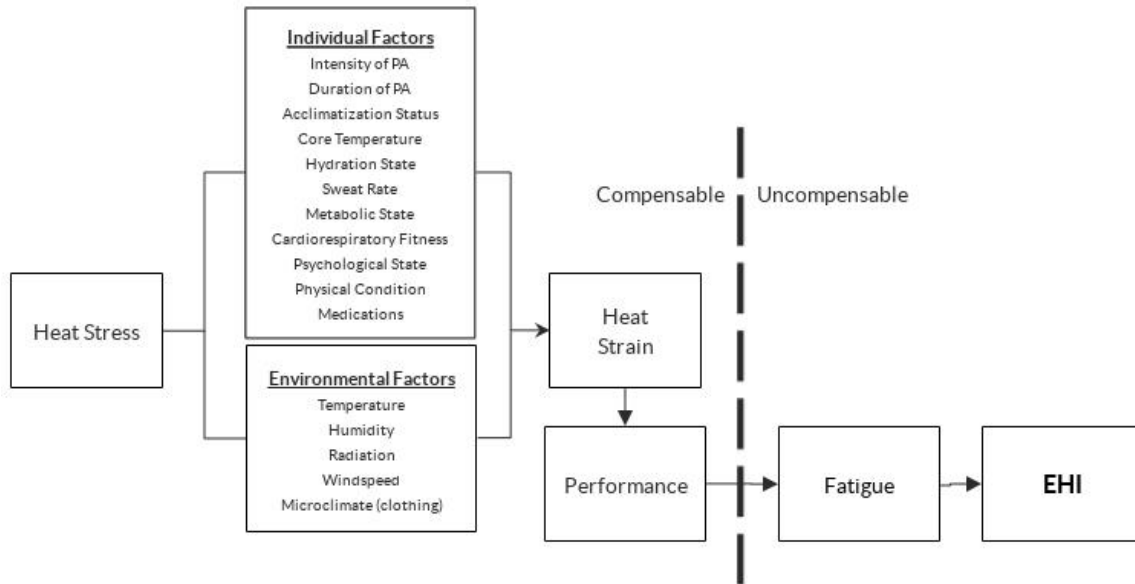 Individual Factors
Intensity of PA
Duration of PA
Acclimatization Status
Core Temperature
Hydration State
Sweat Rate
Metabolic State
Cardiorespiratory Fitness
Psychological State
Physical Condition
Medications
Heat Stress
Environmental Factors
Temperature
Humidity
Radiation
Windspeed
Microclimate (clothing)
Heat
Strain
Compensable
Uncompensable
Performance
Fatigue
EHI